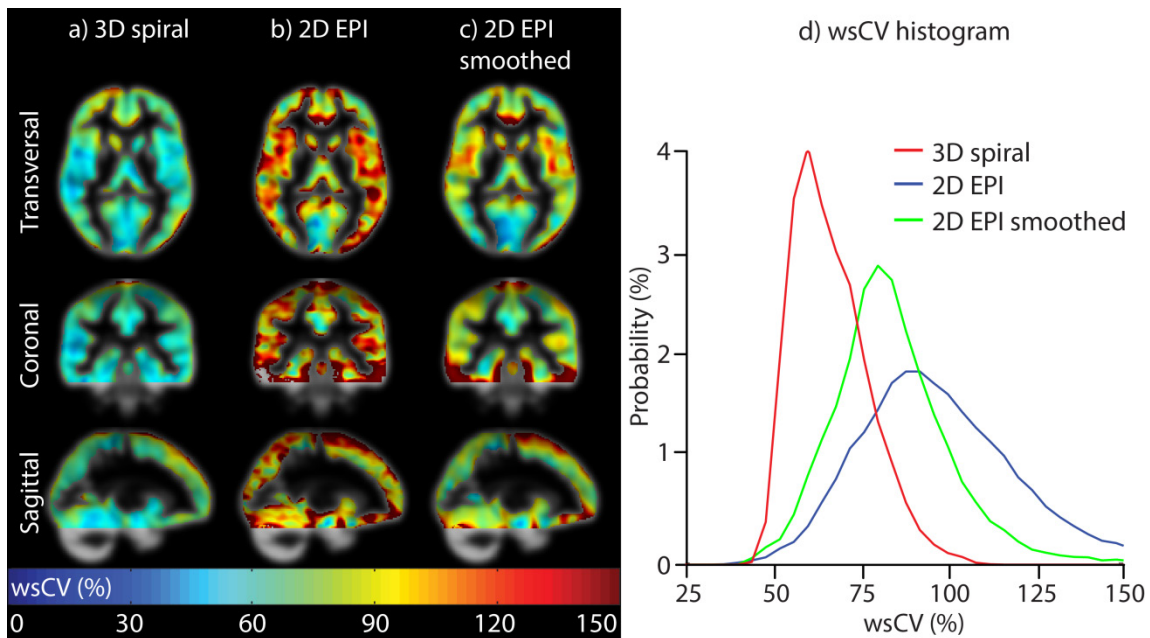 a) 3D spiral
b) 2D EPI
c) 2D EPI
smoothed
Transversal
Coronal
Sagittal
wsCV (%)
0 30 60 90 120 150
d) wsCV histogram
3D spiral
2D EPI
2D EPI smoothed
Probability (%)
4
3
2
1
0
25 50 75 100 125 150
wsCV (%)